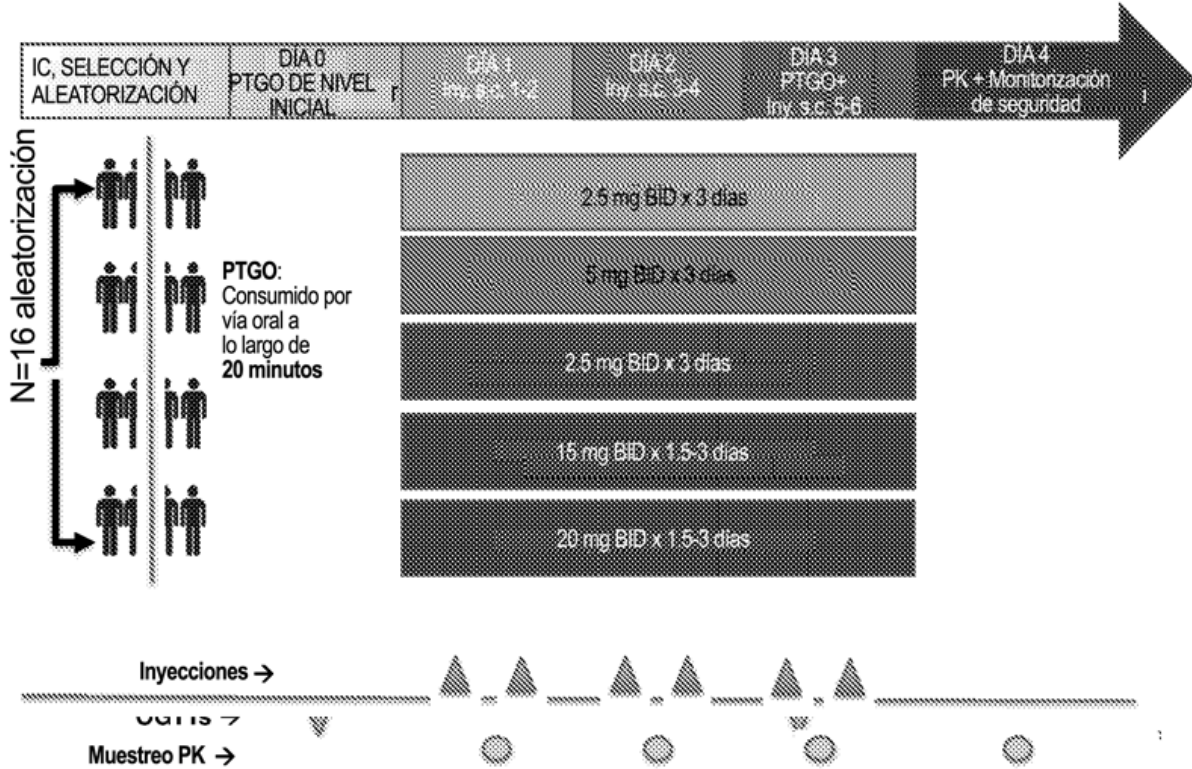 IC, SELECCIÓN Y
ALEATORIZACIÓN
DÍA 0
PTGO DE NIVEL
INICIAL
DÍA 1
Iny. s.c. 1-2
DÍA 2
Iny. s.c. 3-4
DÍA 3
PTGO+
Iny. s.c. 5-6
DÍA 4
PK + Monitorización
de seguridad
N=16 aleatorización
PTGO:
Consumido por
vía oral a
lo largo de
20 minutos
2.5 mg BID x 3 días
5 mg BID x 3 días
2.5 mg BID x 3 días
15 mg BID x 1.5-3 días
20 mg BID x 1.5-3 días
Inyecciones →
OGTTs →
Muestreo PK →